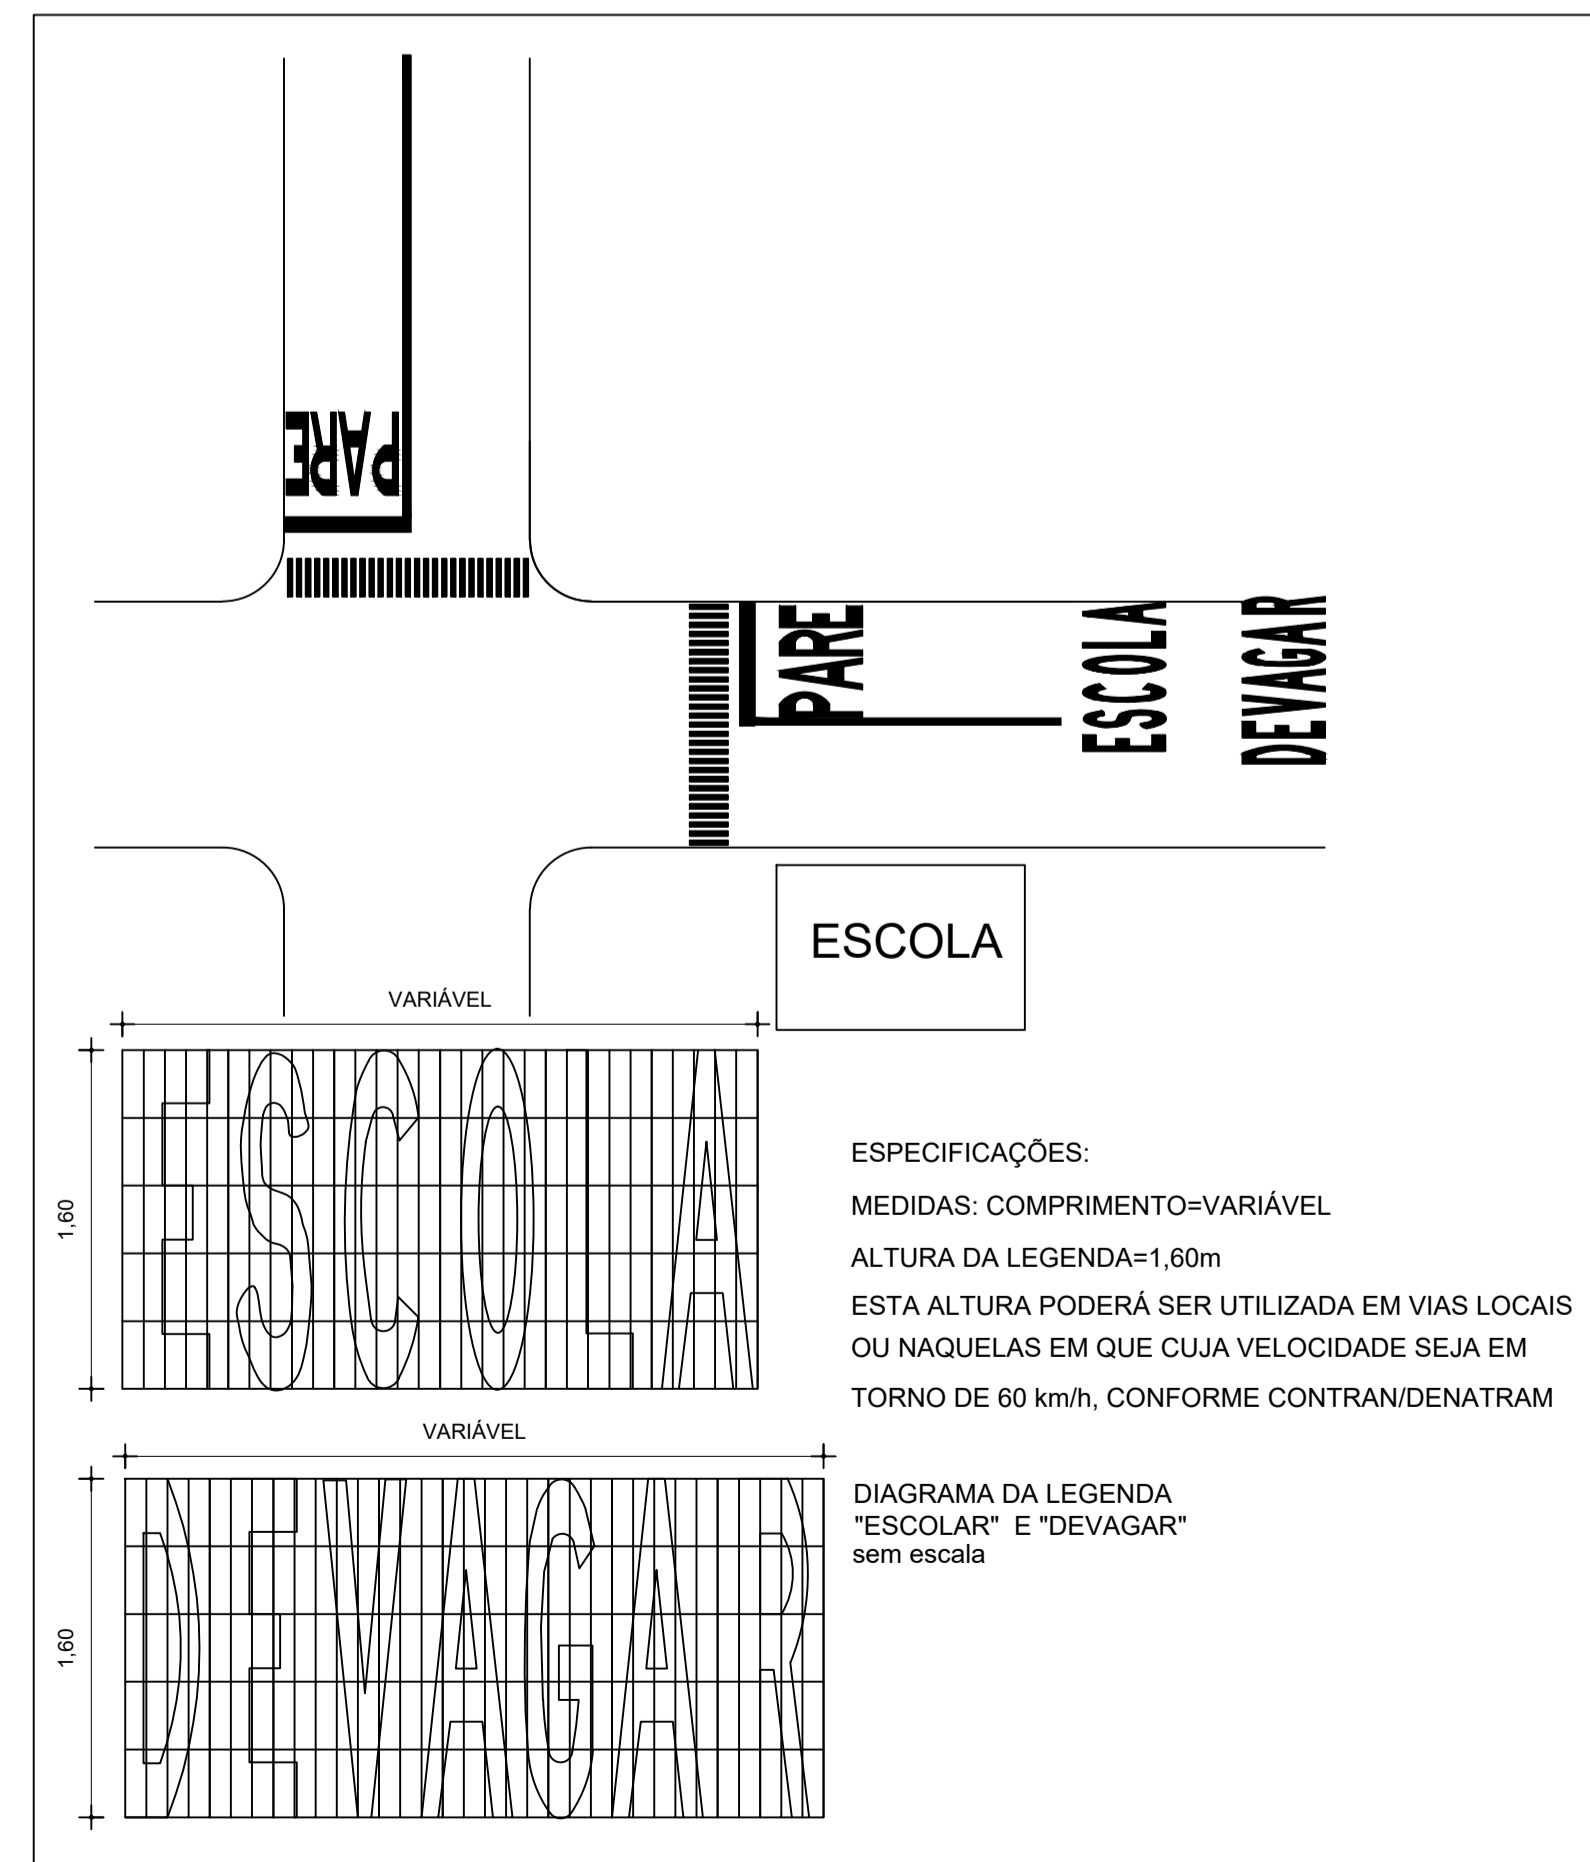 PARE
PARE
ESCOLA
DEVAGAR
ESCOLA
VARIÁVEL
1,60
ESCOLA
ESPECIFICAÇÕES:
MEDIDAS: COMPRIMENTO=VARIÁVEL
ALTURA DA LEGENDA=1,60m
ESTA ALTURA PODERÁ SER UTILIZADA EM VIAS LOCAIS
OU NAQUELAS EM QUE CUJA VELOCIDADE SEJA EM
TORNO DE 60 km/h, CONFORME CONTRAN/DENATRAM
VARIÁVEL
1,60
DEVAGAR
DIAGRAMA DA LEGENDA
"ESCOLAR" E "DEVAGAR"
sem escala